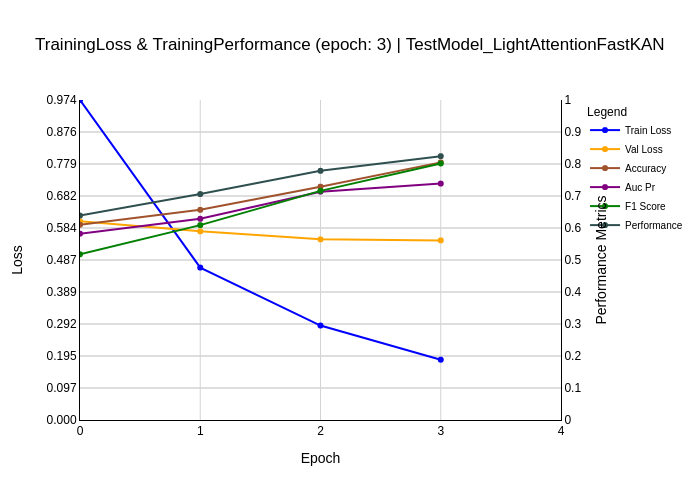 TrainingLoss & TrainingPerformance (epoch: 3) | TestModel_LightAttentionFastKAN
0.974
0.876
0.779
0.682
0.584
0.487
0.389
0.292
0.195
0.097
0.000
Loss
0
1
2
3
4
Epoch
1
0.9
0.8
0.7
0.6
0.5
0.4
0.3
0.2
0.1
0
Performance Metrics
Legend
Train Loss
Val Loss
Accuracy
Auc Pr
F1 Score
Performance